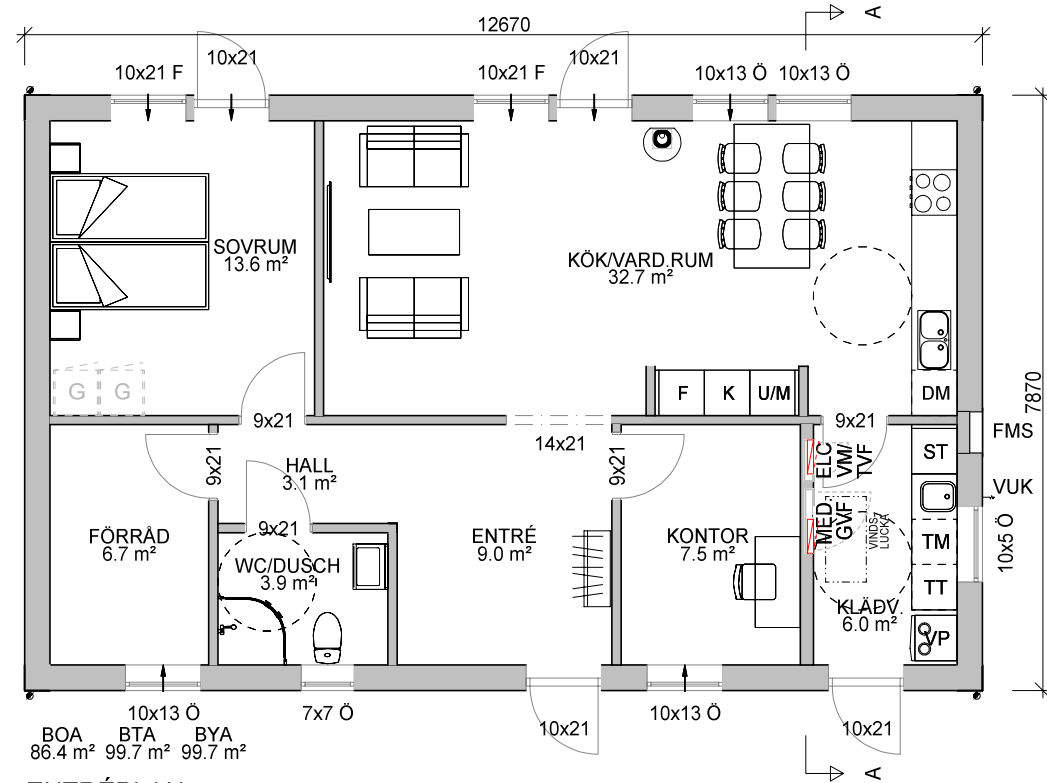 12670
A
10x21
10x21
10x21 F
10x21 F
10x13 Ö
10x13 Ö
SOVRUM
13.6 m²
KÖK/VARD.RUM
32.7 m²
G
G
F
K
U/M
DM
7870
9x21
14x21
9x21
FMS
9x21
HALL
3.1 m²
9x21
ELC
VM/
TVF
ST
VUK
9x21
FÖRRÅD
6.7 m²
WC/DUSCH
3.9 m²
ENTRÉ
9.0 m²
KONTOR
7.5 m²
MED.
GVF
VINDS-
LUCKA
TM
10x5 Ö
TT
KLÄDV.
6.0 m²
VP
10x13 Ö
7x7 Ö
10x21
10x13 Ö
10x21
BOA
86.4 m²
BTA
99.7 m²
BYA
99.7 m²
A